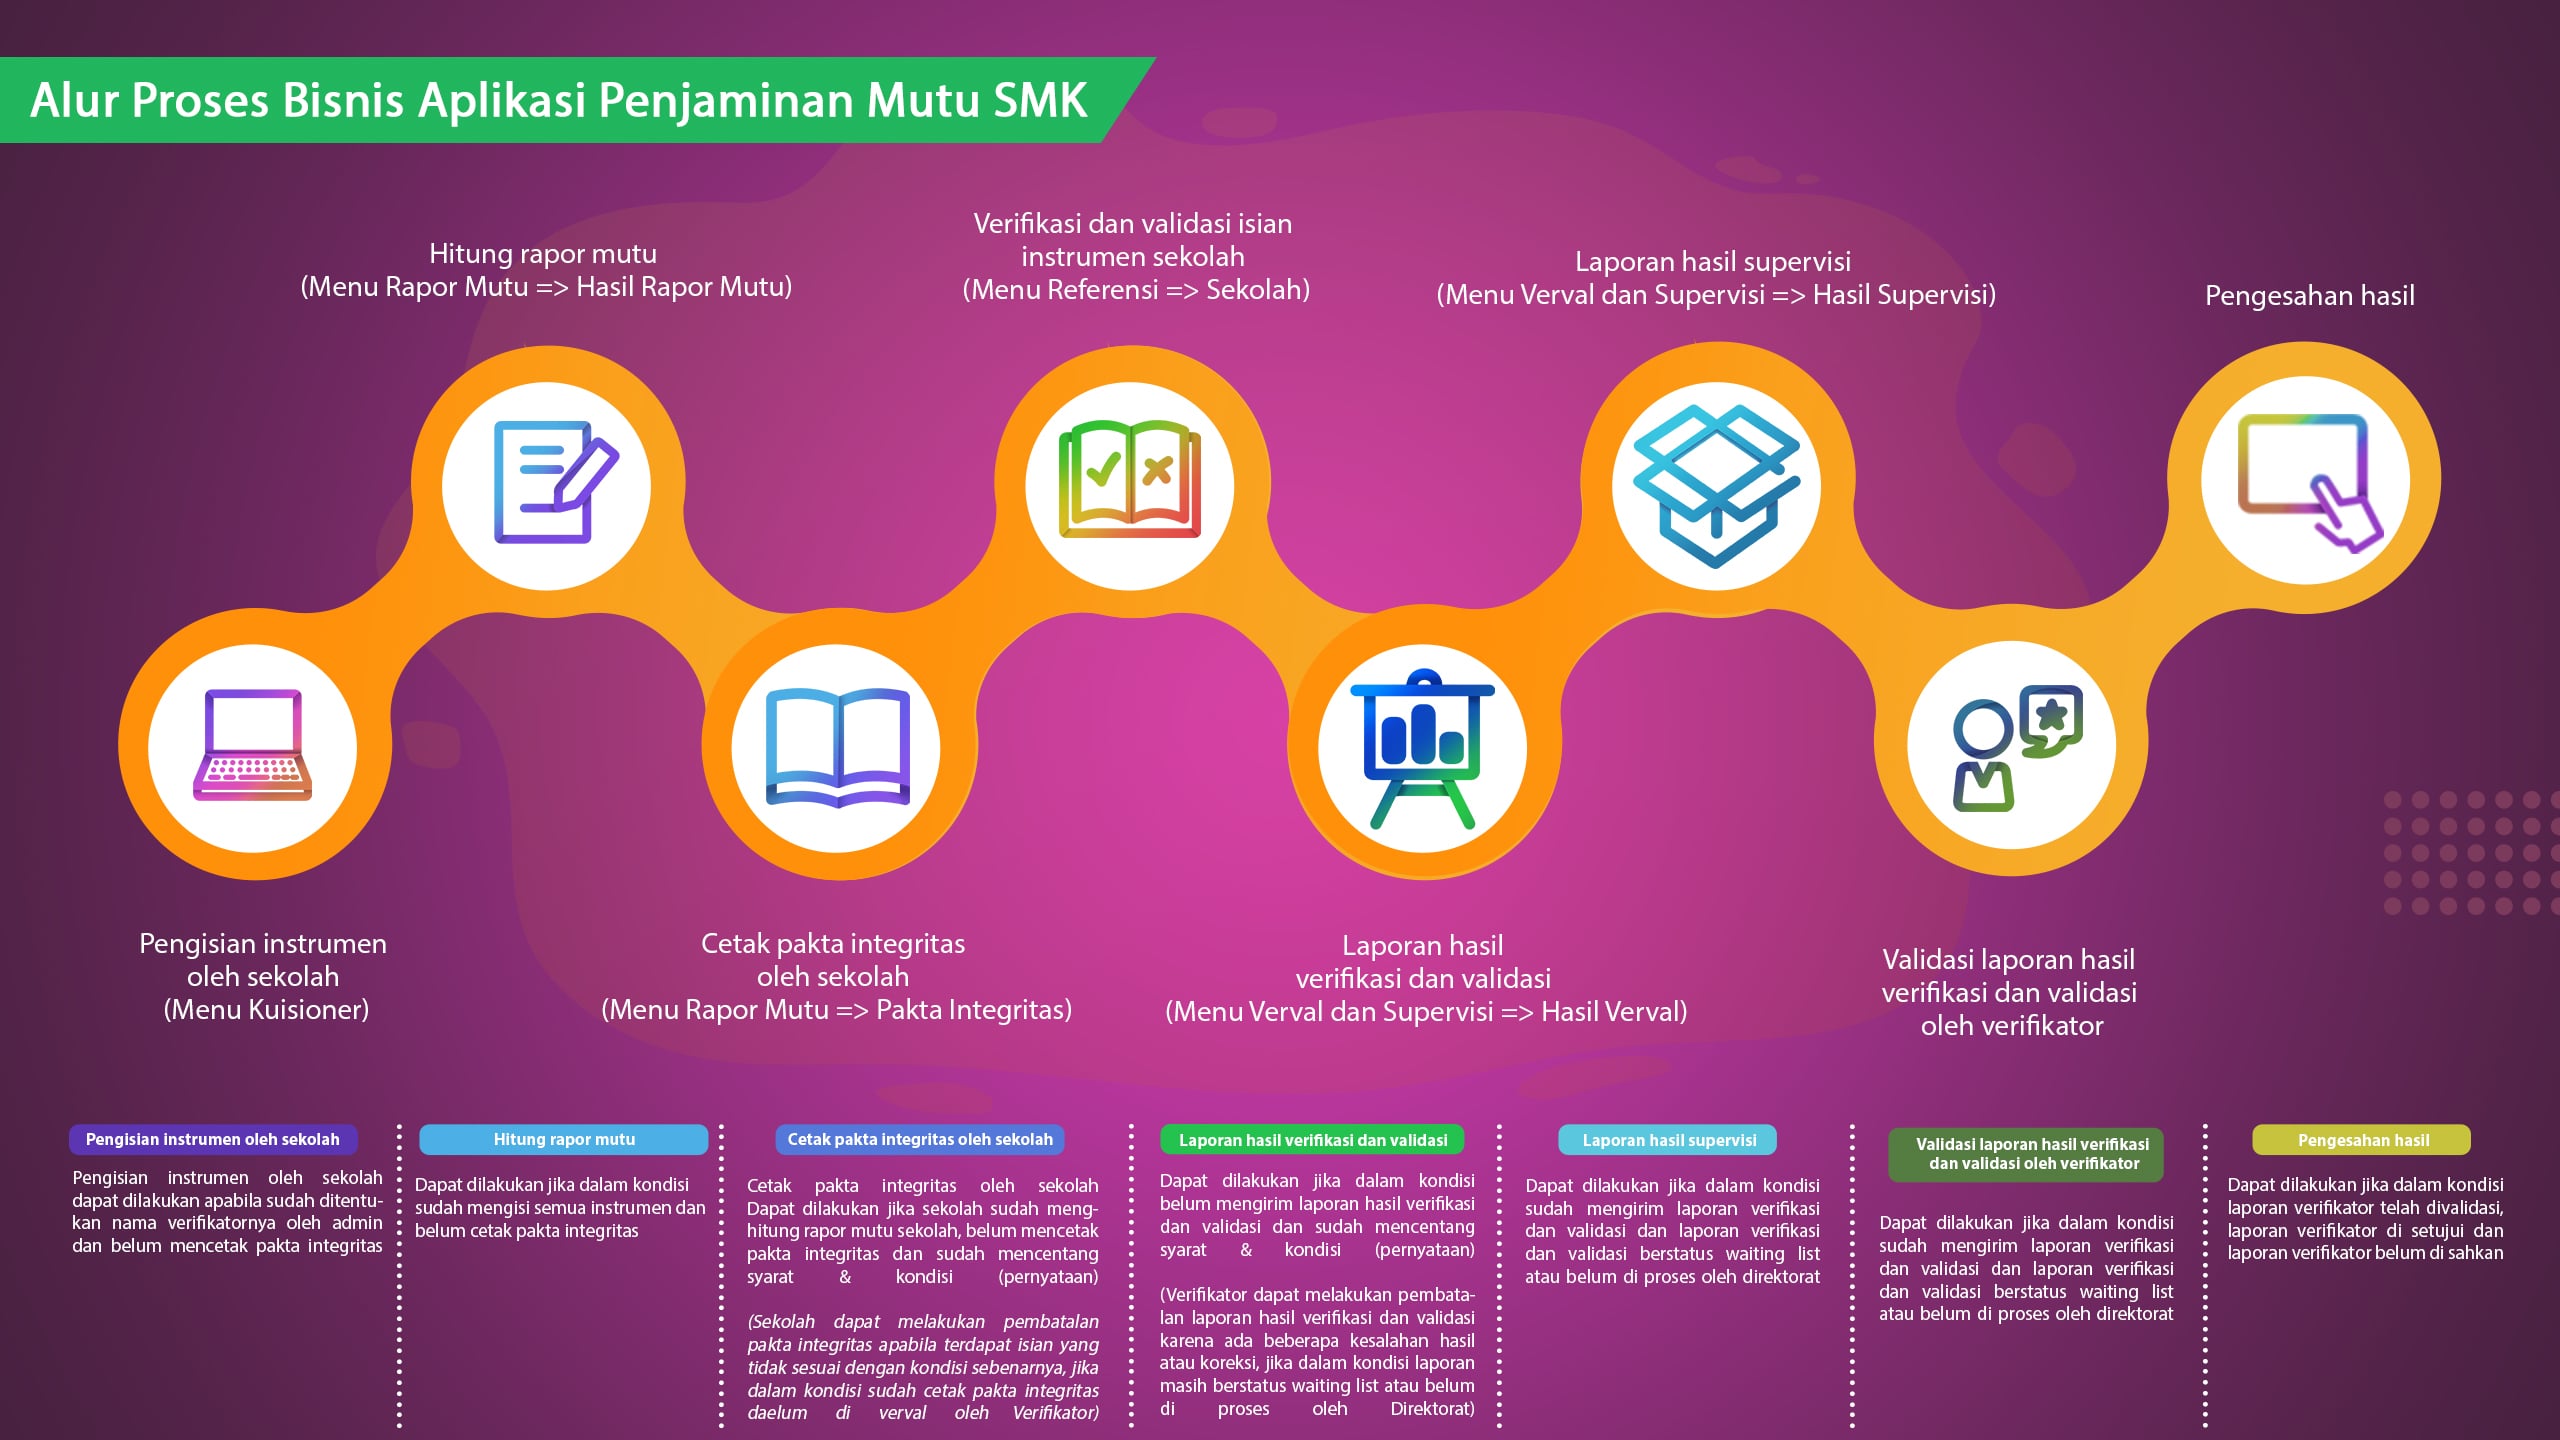 Alur Proses Bisnis Aplikasi Penjaminan Mutu SMK
Hitung rapor mutu
(Menu Rapor Mutu => Hasil Rapor Mutu)
Verifikasi dan validasi isian
instrumen sekolah
(Menu Referensi => Sekolah)
Laporan hasil supervisi
(Menu Verval dan Supervisi => Hasil Supervisi)
Pengesahan hasil
Pengisian instrumen
oleh sekolah
(Menu Kuisioner)
Cetak pakta integritas
oleh sekolah
(Menu Rapor Mutu => Pakta Integritas)
Laporan hasil
verifikasi dan validasi
(Menu Verval dan Supervisi => Hasil Verval)
Validasi laporan hasil
verifikasi dan validasi
oleh verifikator
Pengisian instrumen oleh sekolah
Pengisian instrumen oleh sekolah
dapat dilakukan apabila sudah ditentu-
kan nama verifikatornya oleh admin
dan belum mencetak pakta integritas
Hitung rapor mutu
Dapat dilakukan jika dalam kondisi
sudah mengisi semua instrumen dan
belum cetak pakta integritas
Cetak pakta integritas oleh sekolah
Cetak pakta integritas oleh sekolah
Dapat dilakukan jika sekolah sudah meng-
hitung rapor mutu sekolah, belum mencetak
pakta integritas dan sudah mencentang
syarat & kondisi (pernyataan)
(Sekolah dapat melakukan pembatalan
pakta integritas apabila terdapat isian yang
tidak sesuai dengan kondisi sebenarnya, jika
dalam kondisi sudah cetak pakta integritas
daelum di verval oleh Verifikator)
Laporan hasil verifikasi dan validasi
Dapat dilakukan jika dalam kondisi
belum mengirim laporan hasil verifikasi
dan validasi dan sudah mencentang
syarat & kondisi (pernyataan)
(Verifikator dapat melakukan pembata-
lan laporan hasil verifikasi dan validasi
karena ada beberapa kesalahan hasil
atau koreksi, jika dalam kondisi laporan
masih berstatus waiting list atau belum
di proses oleh Direktorat)
Laporan hasil supervisi
Dapat dilakukan jika dalam kondisi
sudah mengirim laporan verifikasi
dan validasi dan laporan verifikasi
dan validasi berstatus waiting list
atau belum di proses oleh direktorat
Validasi laporan hasil verifikasi
dan validasi oleh verifikator
Dapat dilakukan jika dalam kondisi
sudah mengirim laporan verifikasi
dan validasi dan laporan verifikasi
dan validasi berstatus waiting list
atau belum di proses oleh direktorat
Pengesahan hasil
Dapat dilakukan jika dalam kondisi
laporan verifikator telah divalidasi,
laporan verifikator di setujui dan
laporan verifikator belum di sahkan